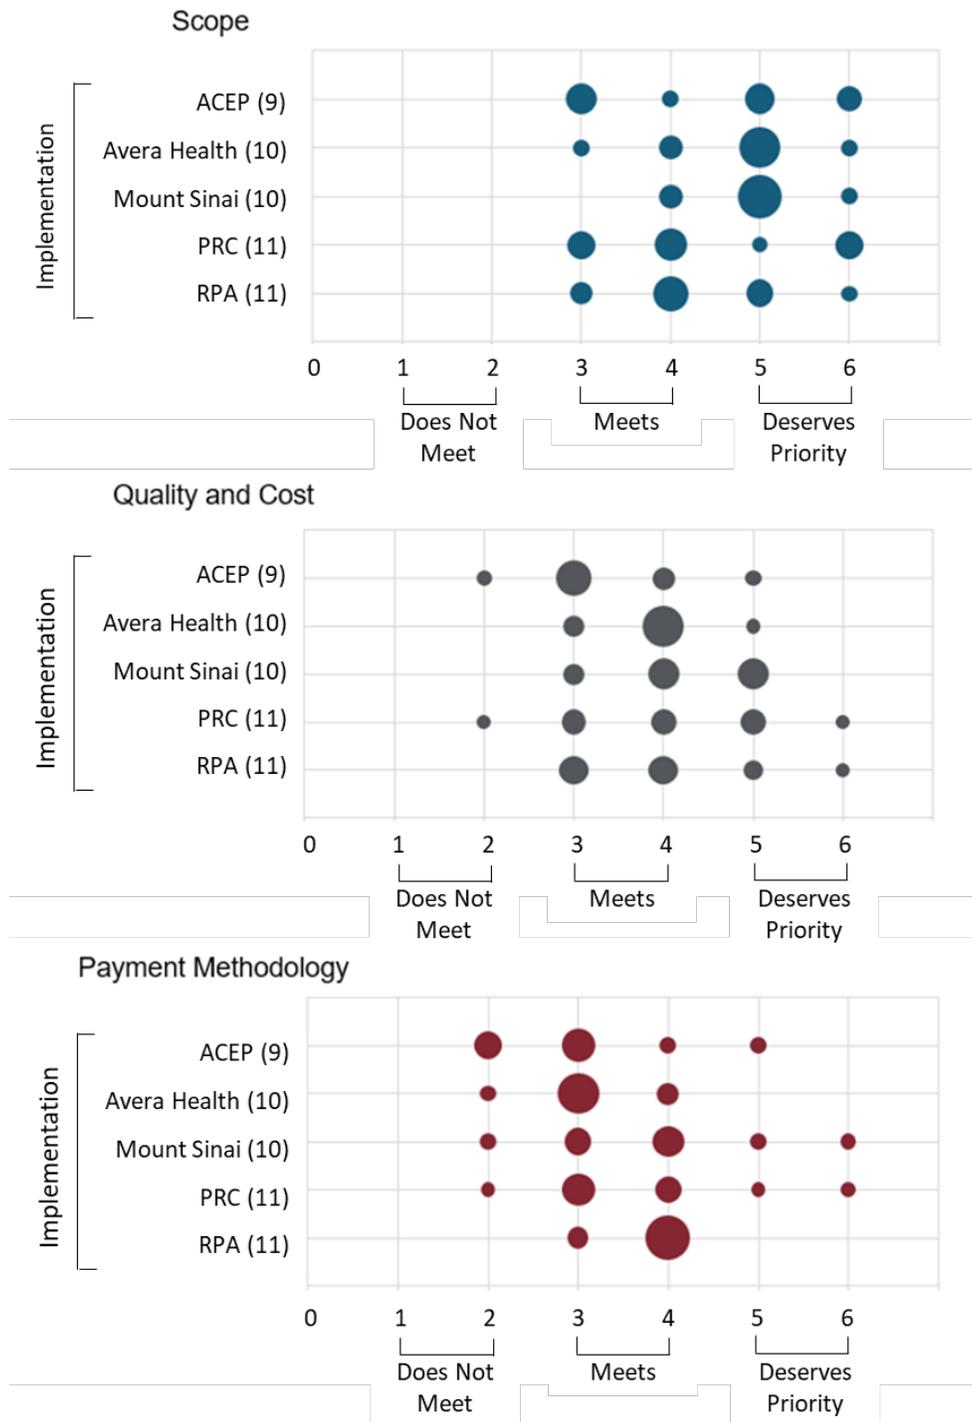 Scope
Implementation
ACEP (9)
Avera Health (10)
Mount Sinai (10)
PRC (11)
RPA (11)
0 1 2 3 4 5 6
Does Not Meet Deserves
Meet Priority
Meets
Quality and Cost
Implementation
ACEP (9)
Avera Health (10)
Mount Sinai (10)
PRC (11)
RPA (11)
0 1 2 3 4 5 6
Does Not Meets Deserves
Meet Priority
Payment Methodology
Implementation
ACEP (9)
Avera Health (10)
Mount Sinai (10)
PRC (11)
RPA (11)
0 1 2 3 4 5 6
Does Not Meets Deserves
Meet Priority